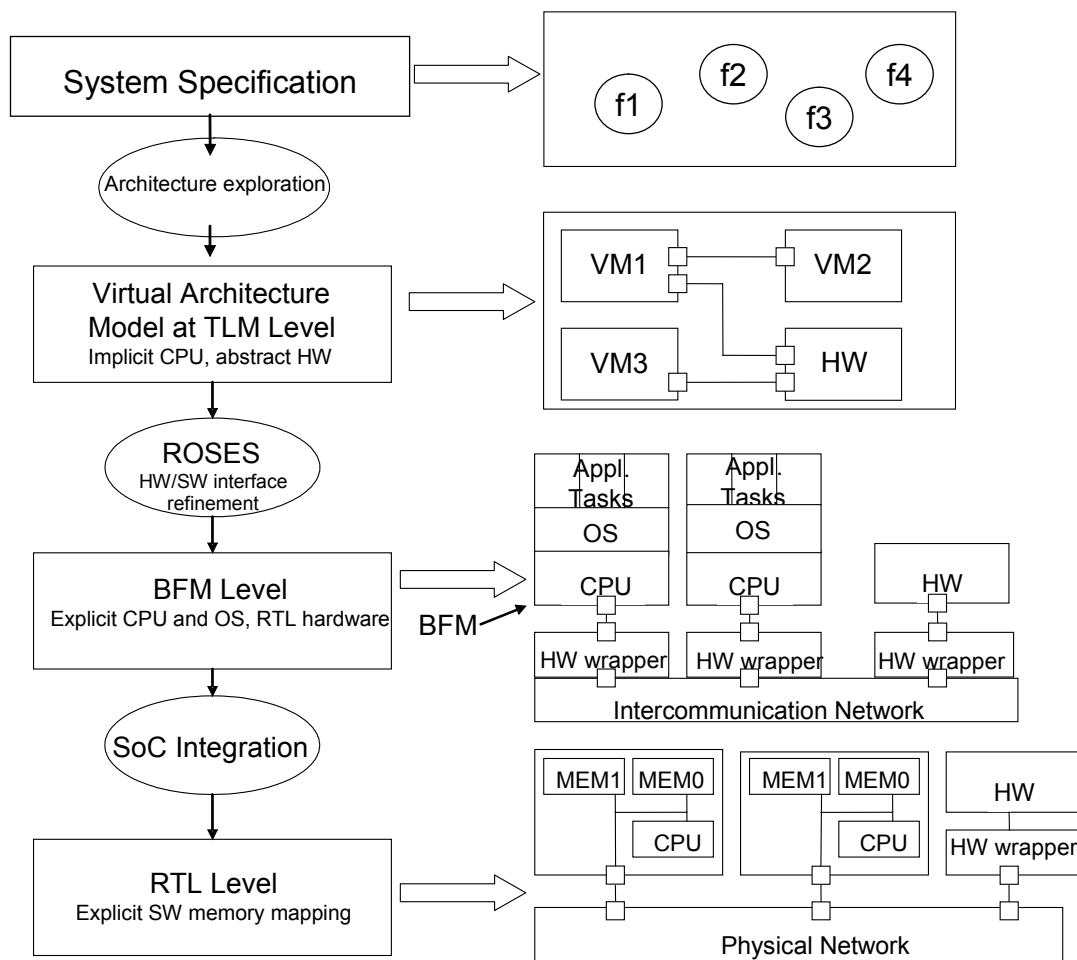 System Specification
f1
f2
f3
f4
Architecture exploration
Virtual Architecture
Model at TLM Level
Implicit CPU, abstract HW
VM1
VM2
VM3
HW
ROSES
HW/SW interface
refinement
Appl.
Tasks
OS
CPU
Appl.
Tasks
OS
CPU
HW
BFM Level
Explicit CPU and OS, RTL hardware
BFM
HW wrapper
HW wrapper
HW wrapper
Intercommunication Network
SoC Integration
MEM1
MEM0
CPU
MEM1
MEM0
CPU
HW
HW wrapper
RTL Level
Explicit SW memory mapping
Physical Network